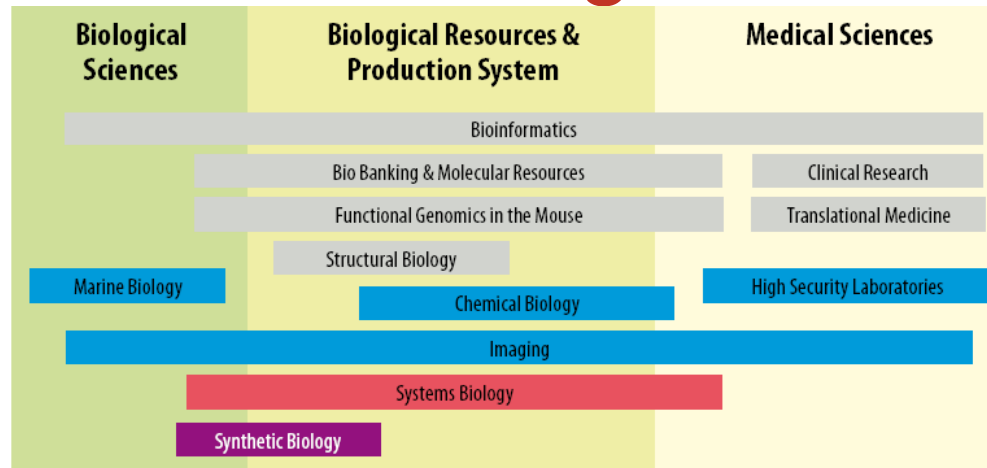 Biological
Sciences
Biological Resources &
Production System
Medical Sciences
Bioinformatics
Bio Banking & Molecular Resources
Clinical Research
Functional Genomics in the Mouse
Translational Medicine
Structural Biology
Marine Biology
High Security Laboratories
Chemical Biology
Imaging
Systems Biology
Synthetic Biology